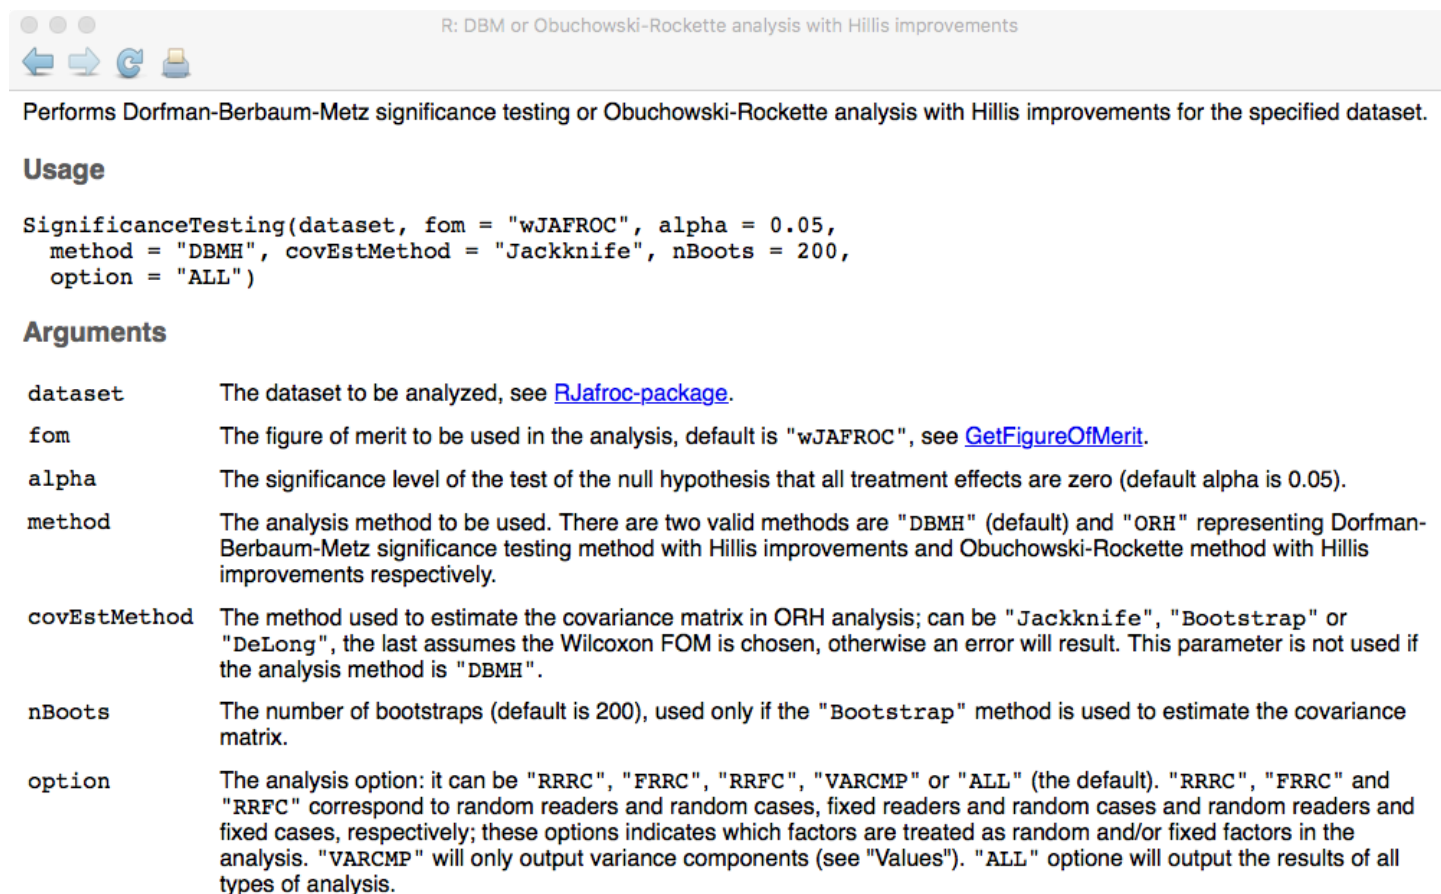 R: DBM or Obuchowski-Rockette analysis with Hillis improvements
Performs Dorfman-Berbaum-Metz significance testing or Obuchowski-Rockette analysis with Hillis improvements for the specified dataset.
Usage
SignificanceTesting(dataset, fom = "wJAFROC", alpha = 0.05,
method = "DBMH", covEstMethod = "Jackknife", nBoots = 200,
option = "ALL")
Arguments
dataset The dataset to be analyzed, see RJafroc-package.
fom The figure of merit to be used in the analysis, default is "wJAFROC", see GetFigureOfMerit.
alpha The significance level of the test of the null hypothesis that all treatment effects are zero (default alpha is 0.05).
method The analysis method to be used. There are two valid methods are "DBMH" (default) and "ORH" representing Dorfman-
Berbaum-Metz significance testing method with Hillis improvements and Obuchowski-Rockette method with Hillis
improvements respectively.
covEstMethod The method used to estimate the covariance matrix in ORH analysis; can be "Jackknife", "Bootstrap" or
"DeLong", the last assumes the Wilcoxon FOM is chosen, otherwise an error will result. This parameter is not used if
the analysis method is "DBMH".
nBoots The number of bootstraps (default is 200), used only if the "Bootstrap" method is used to estimate the covariance
matrix.
option The analysis option: it can be "RRRC", "FRRC", "RRFC", "VARCMP" or "ALL" (the default). "RRRC", "FRRC" and
"RRFC" correspond to random readers and random cases, fixed readers and random cases and random readers and
fixed cases, respectively; these options indicates which factors are treated as random and/or fixed factors in the
analysis. "VARCMP" will only output variance components (see "Values"). "ALL" optione will output the results of all
types of analysis.